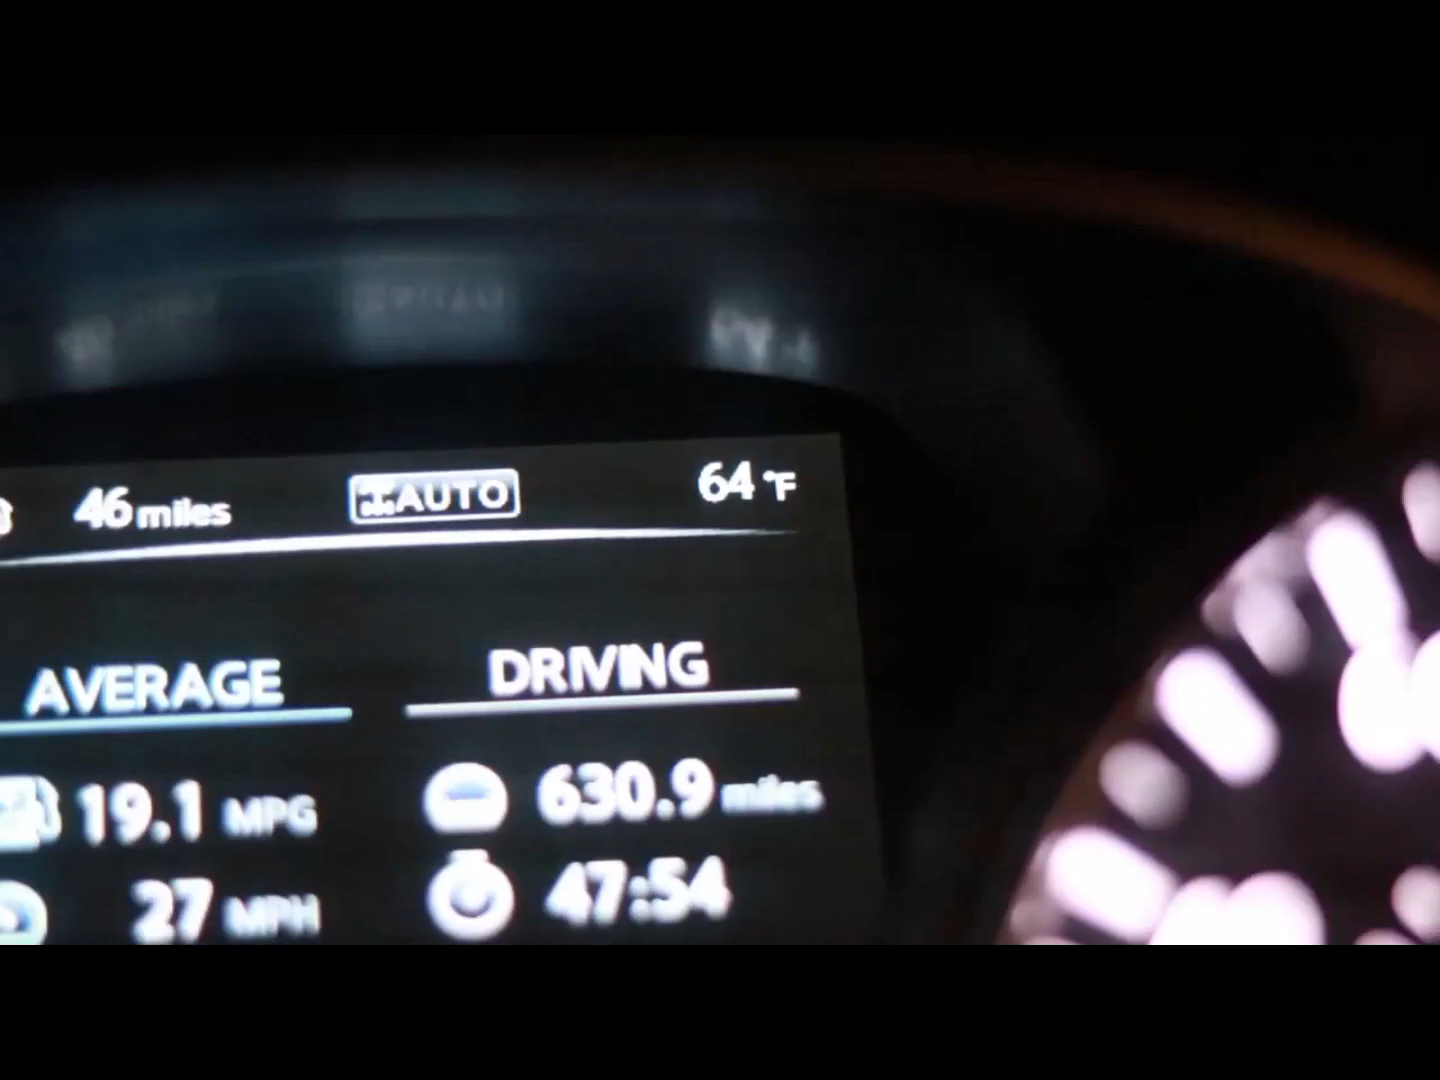 46 miles AUTO 64 °F
AVERAGE DRIVING
19.1 MPG 630.9 miles
27 MPH 47:54